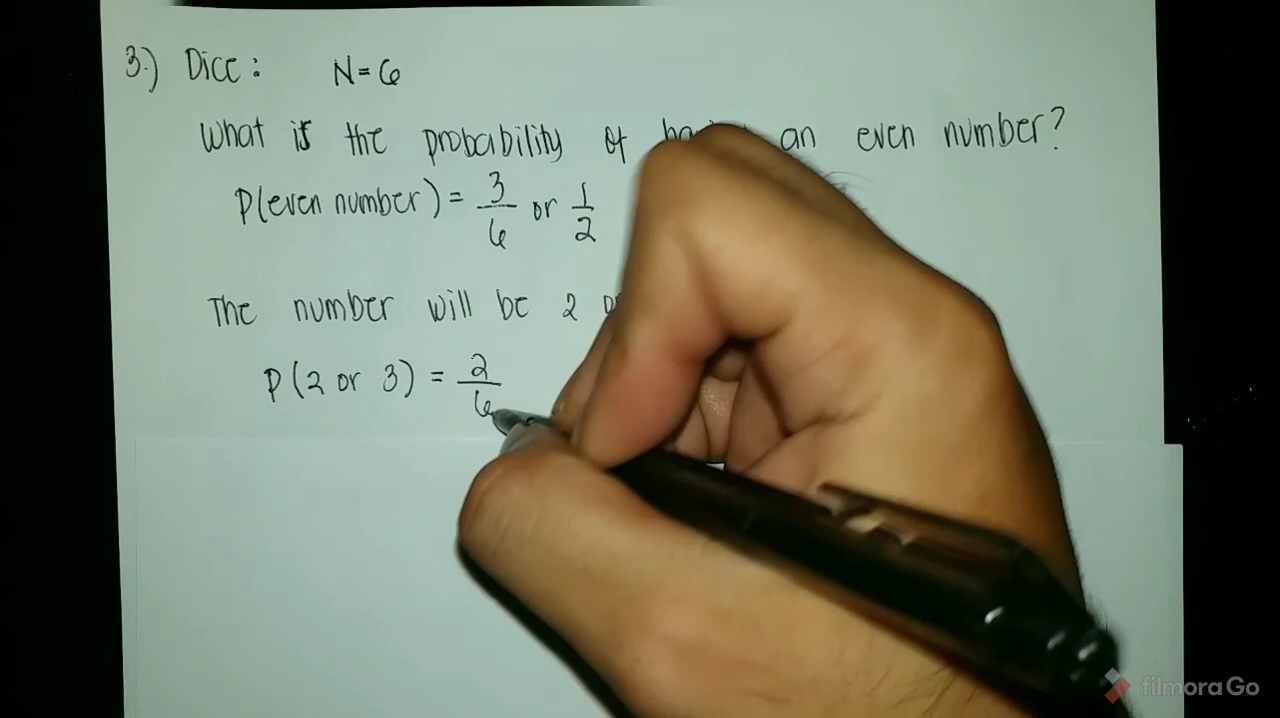 3.) Dice: N=6
What is the probability of an even number?
P(even number) = 3/6 or 1/2
The number will be 2
P(2 or 3) = 2/6
filmoraGo